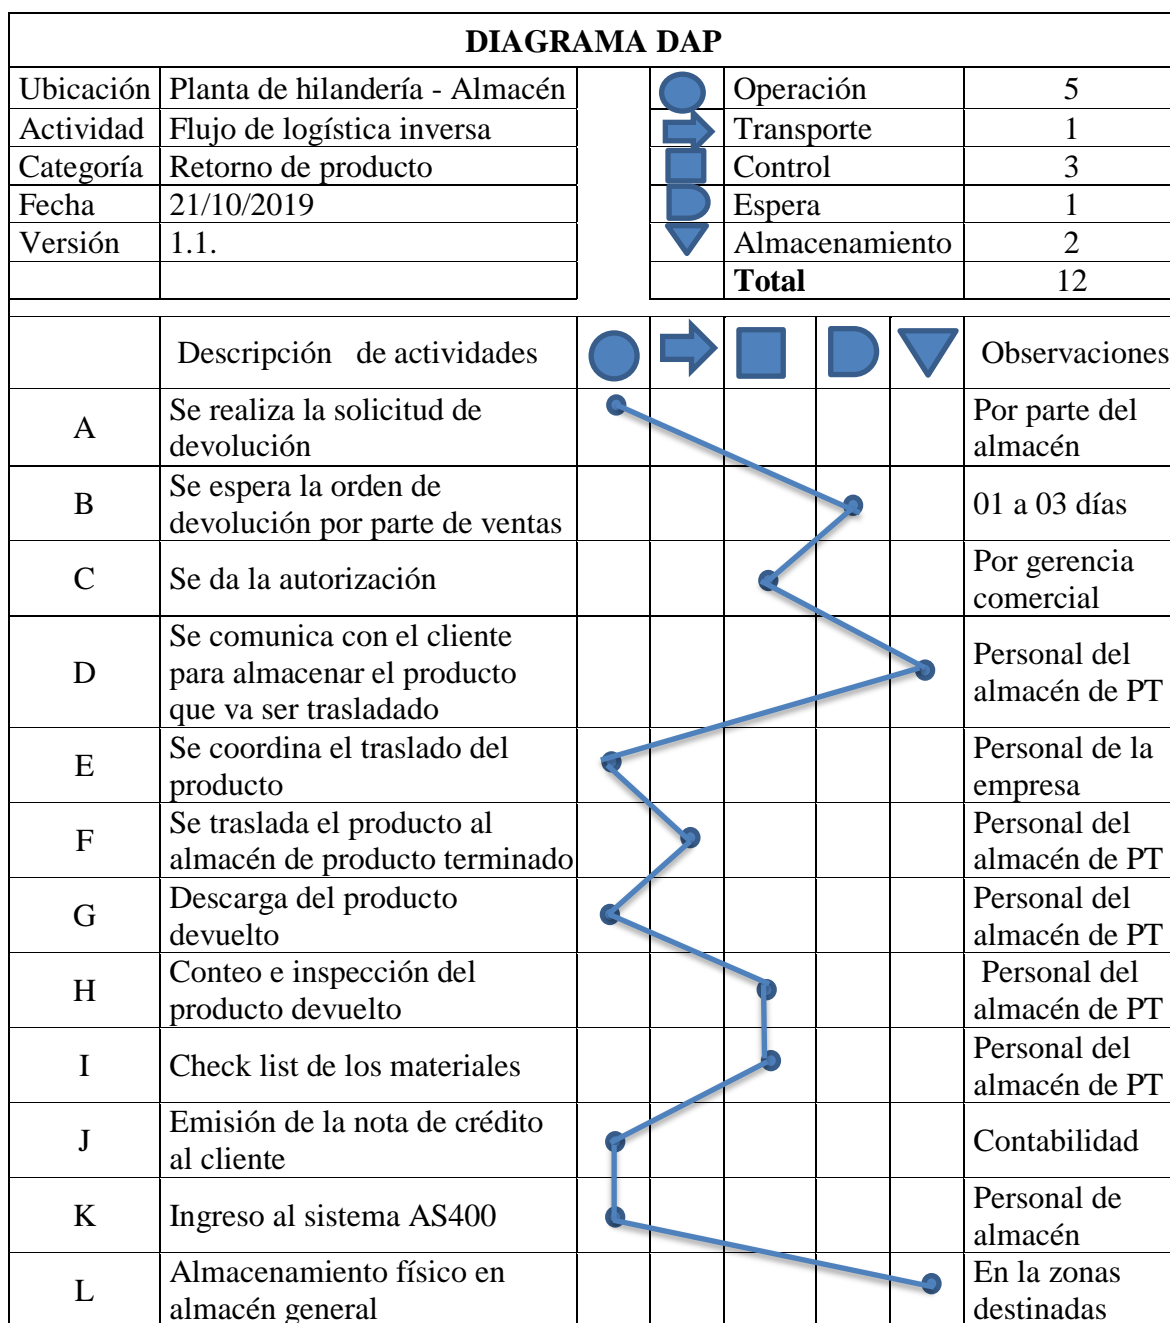 DIAGRAMA DAP
Ubicación Planta de hilandería - Almacén Operación 5
Actividad Flujo de logística inversa Transporte 1
Categoría Retorno de producto Control 3
Fecha 21/10/2019 Espera 1
Versión 1.1. Almacenamiento 2
Total 12
Descripción de actividades Observaciones
A
Se realiza la solicitud de
devolución
Por parte del
almacén
B
Se espera la orden de
devolución por parte de ventas
01 a 03 días
C
Se da la autorización
Por gerencia
comercial
D
Se comunica con el cliente
para almacenar el producto
que va ser trasladado
Personal del
almacén de PT
E
Se coordina el traslado del
producto
Personal de la
empresa
F
Se traslada el producto al
almacén de producto terminado
Personal del
almacén de PT
G
Descarga del producto
devuelto
Personal del
almacén de PT
H
Conteo e inspección del
producto devuelto
Personal del
almacén de PT
I
Check list de los materiales
Personal del
almacén de PT
J
Emisión de la nota de crédito
al cliente
Contabilidad
K
Ingreso al sistema AS400
Personal de
almacén
L
Almacenamiento físico en
almacén general
En la zonas
destinadas